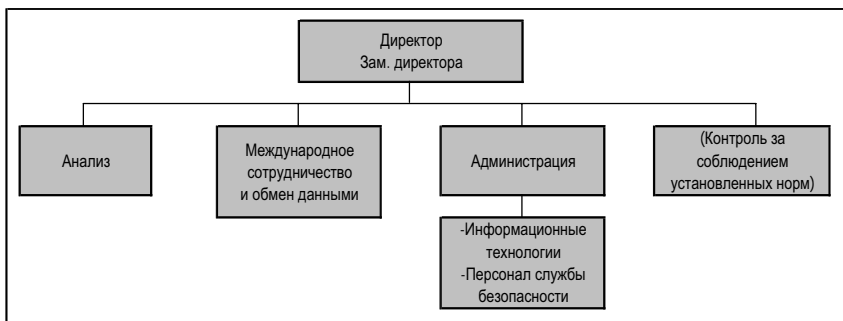 Директор
Зам. директора
Анализ
Международное
сотрудничество
и обмен данными
Администрация
(Контроль за
соблюдением
установленных норм)
-Информационные
технологии
-Персонал службы
безопасности